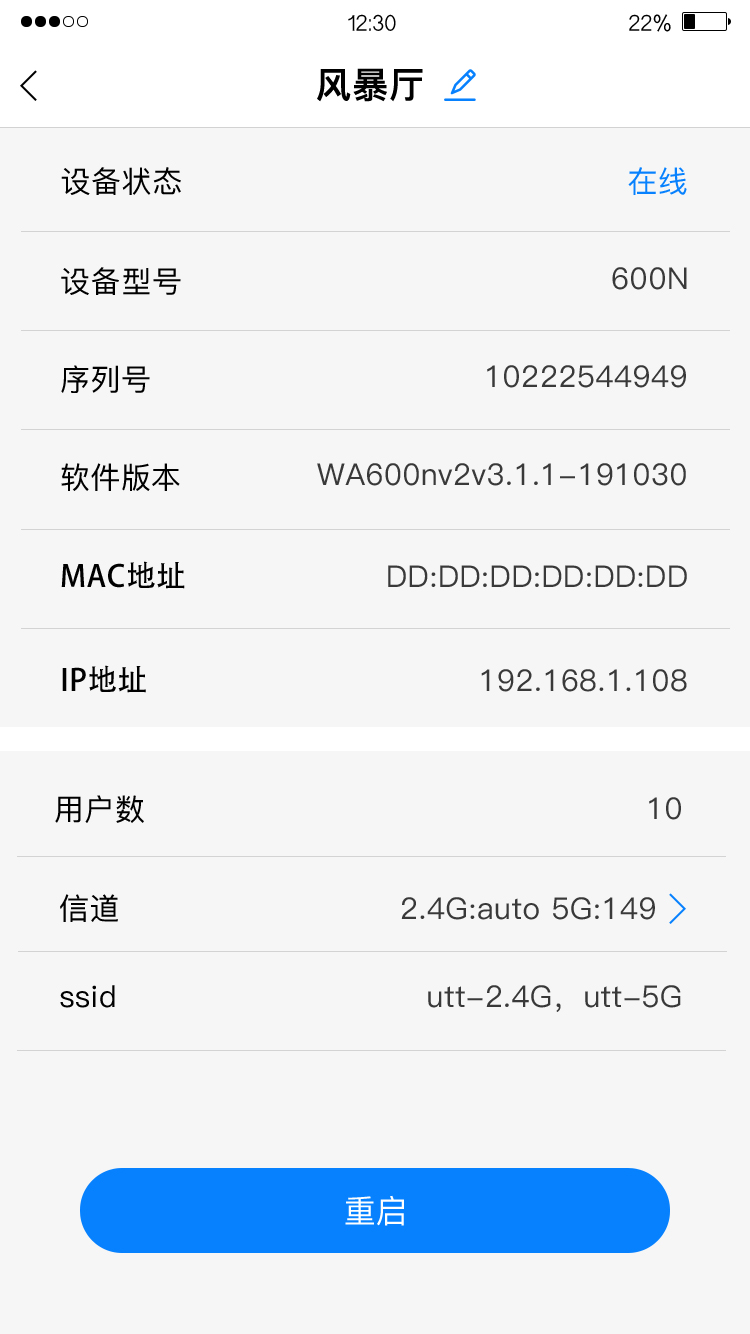 12:30 22%
风暴厅
设备状态 在线
设备型号 600N
序列号 10222544949
软件版本 WA600nv2v3.1.1-191030
MAC地址 DD:DD:DD:DD:DD:DD
IP地址 192.168.1.108
用户数 10
信道 2.4G:auto 5G:149
ssid utt-2.4G，utt-5G
重启